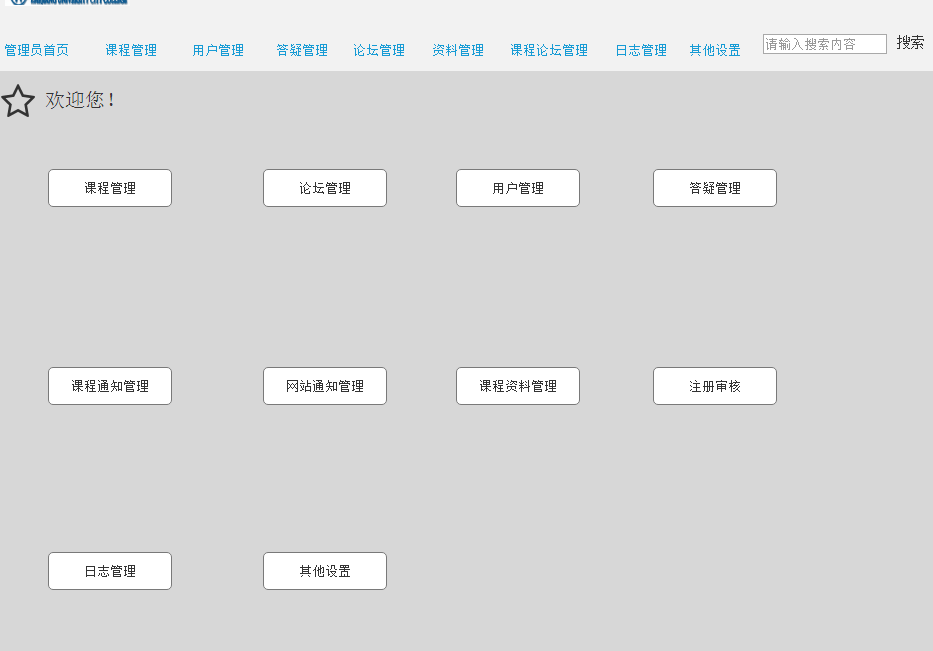 管理员首页 课程管理 用户管理 答疑管理 论坛管理 资料管理 课程论坛管理 日志管理 其他设置 请输入搜索内容 搜索
欢迎您!
课程管理 论坛管理 用户管理 答疑管理
课程通知管理 网站通知管理 课程资料管理 注册审核
日志管理 其他设置